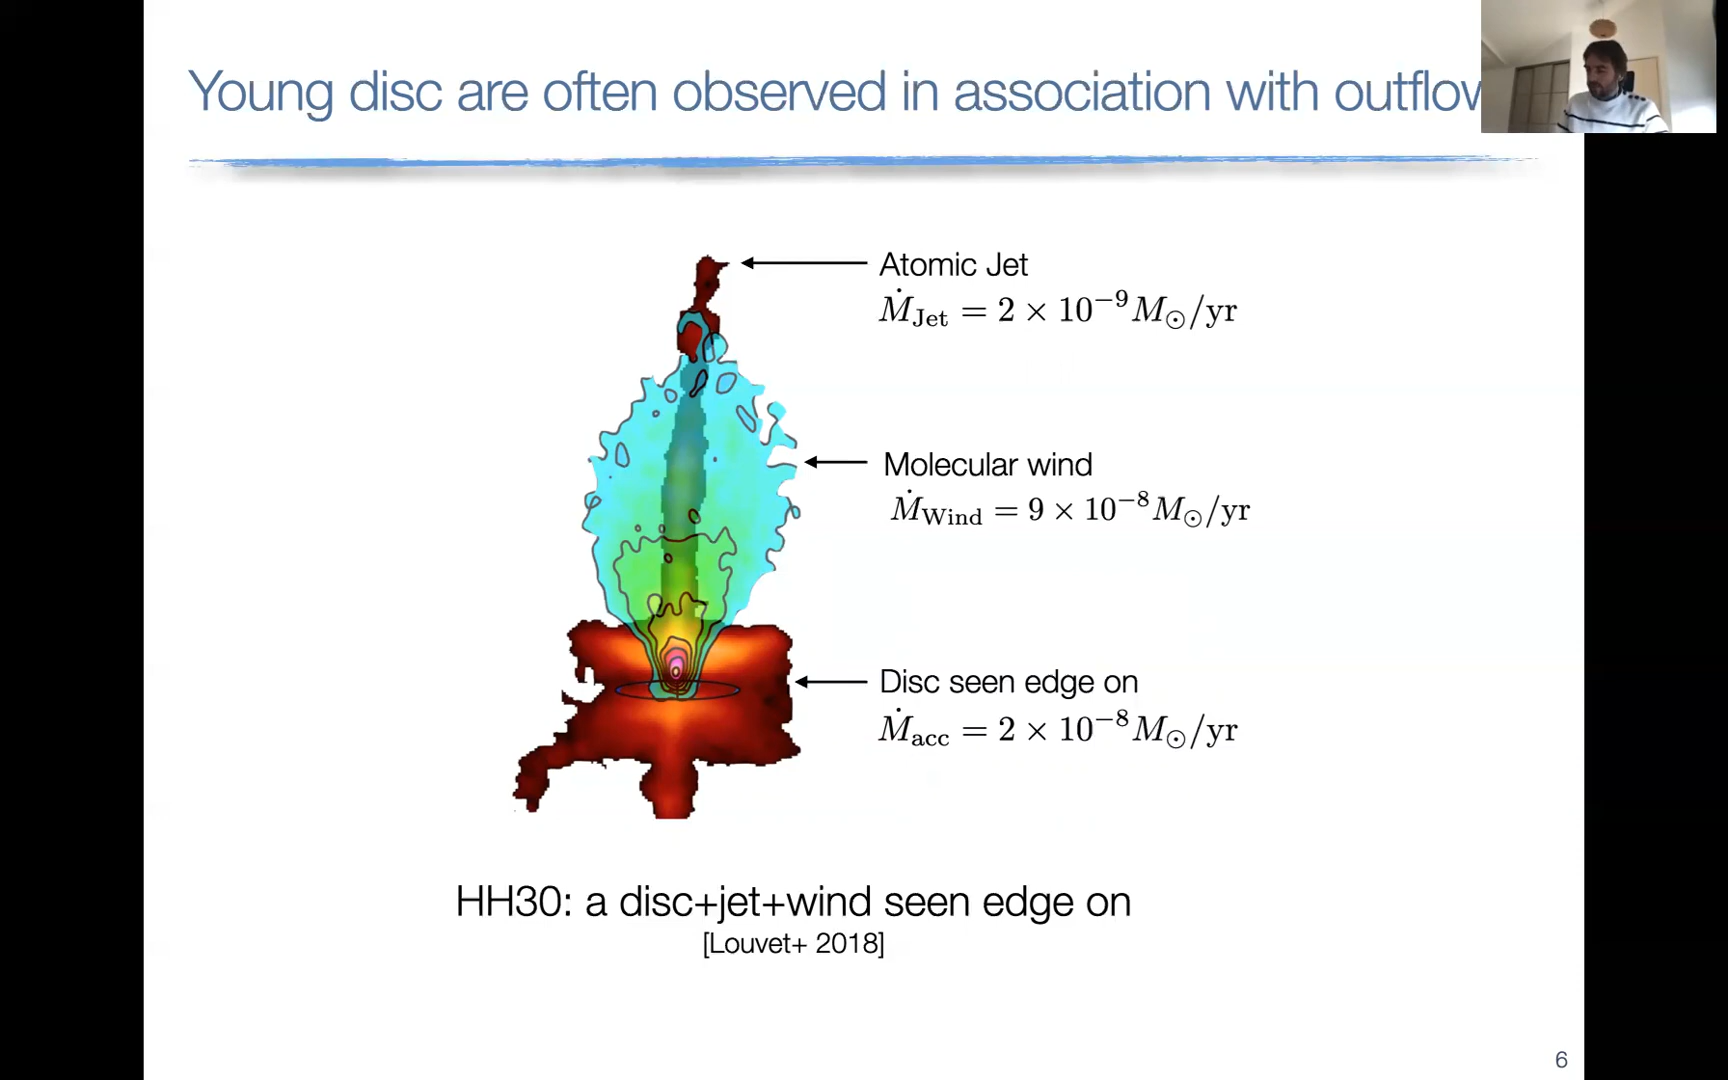 Young disc are often observed in association with
Atomic Jet
Ṁ_Jet = 2 × 10⁻⁹ M_⊙/yr
Molecular wind
Ṁ_Wind = 9 × 10⁻⁸ M_⊙/yr
Disc seen edge on
Ṁ_acc = 2 × 10⁻⁸ M_⊙/yr
HH30: a disc+jet+wind seen edge on
[Louvet+ 2018]
6